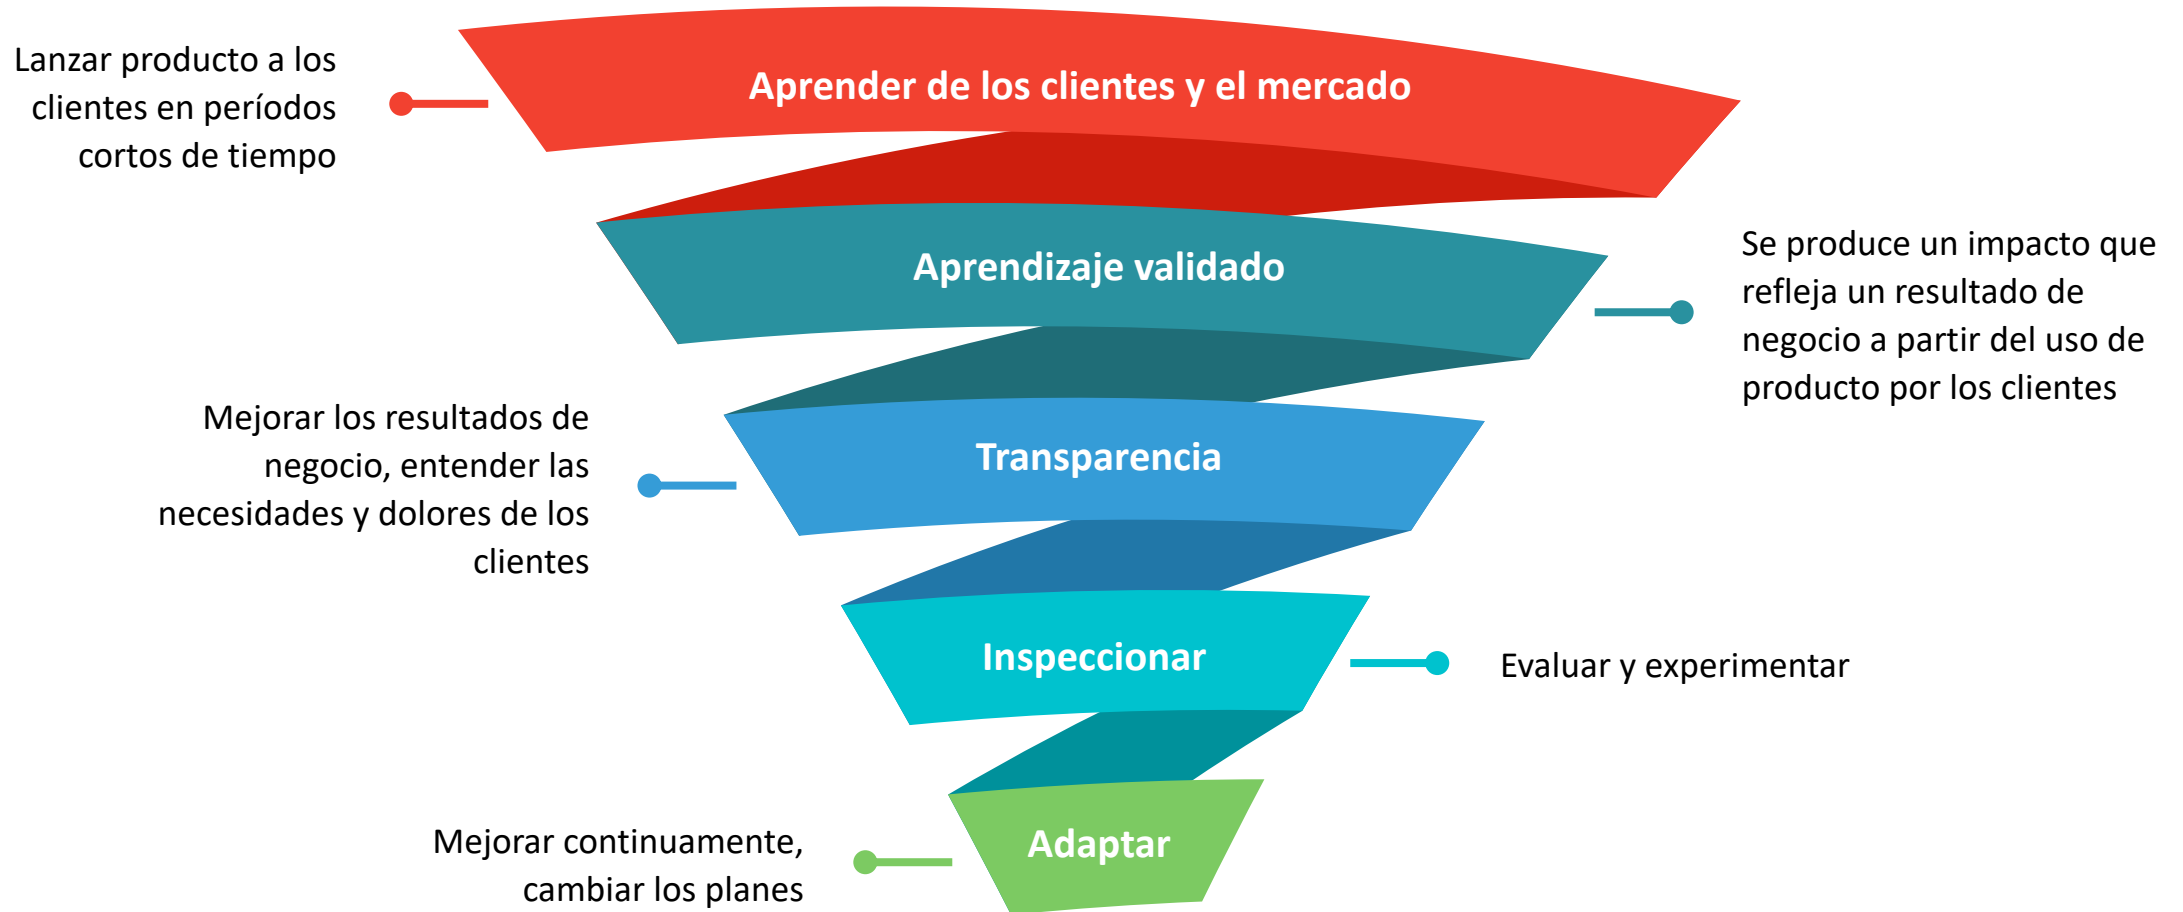 Aprender de los clientes y el mercado
Lanzar producto a los
clientes en períodos
cortos de tiempo
Aprendizaje validado
Se produce un impacto que
refleja un resultado de
negocio a partir del uso de
producto por los clientes
Transparencia
Mejorar los resultados de
negocio, entender las
necesidades y dolores de los
clientes
Inspeccionar
Evaluar y experimentar
Adaptar
Mejorar continuamente,
cambiar los planes